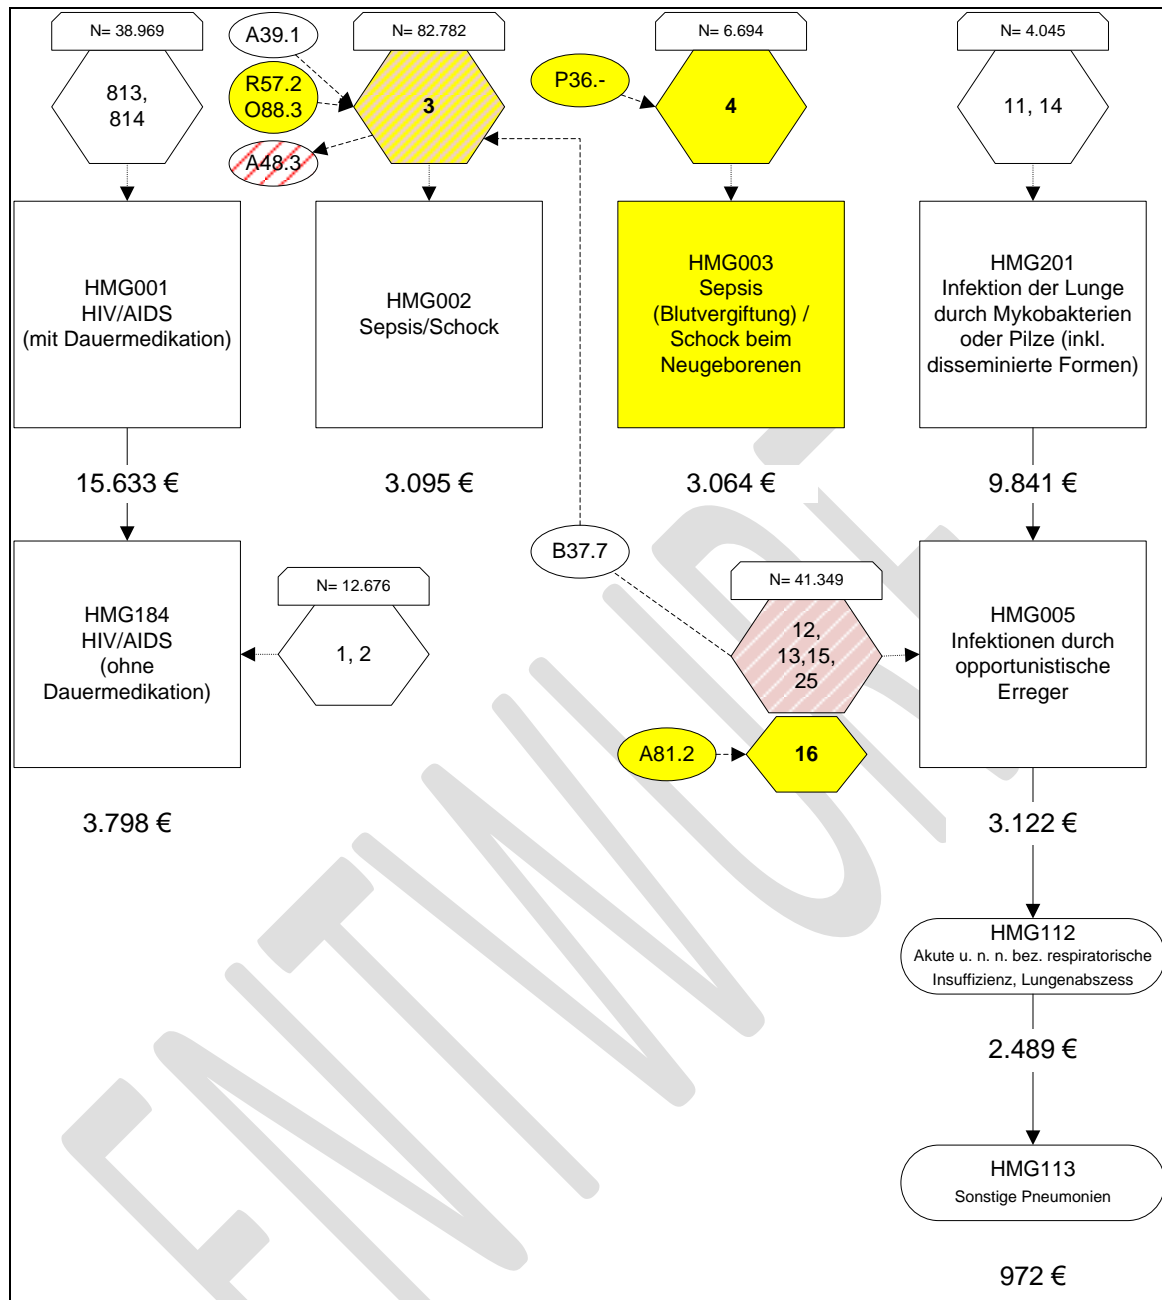 N= 38.969
813,
814
HMG001
HIV/AIDS
(mit Dauermedikation)
15.633 €
HMG184
HIV/AIDS
(ohne
Dauermedikation)
3.798 €
N= 12.676
1, 2
A39.1
R57.2
O88.3
A48.3
N= 82.782
3
HMG002
Sepsis/Schock
3.095 €
P36.-
N= 6.694
4
HMG003
Sepsis
(Blutvergiftung) /
Schock beim
Neugeborenen
3.064 €
B37.7
N= 41.349
12,
13,15,
25
A81.2
16
N= 4.045
11, 14
HMG201
Infektion der Lunge
durch Mykobakterien
oder Pilze (inkl.
disseminierte Formen)
9.841 €
HMG005
Infektionen durch
opportunistische
Erreger
3.122 €
HMG112
Akute u. n. n. bez. respiratorische
Insuffizienz, Lungenabszess
2.489 €
HMG113
Sonstige Pneumonien
972 €
ENTWURF